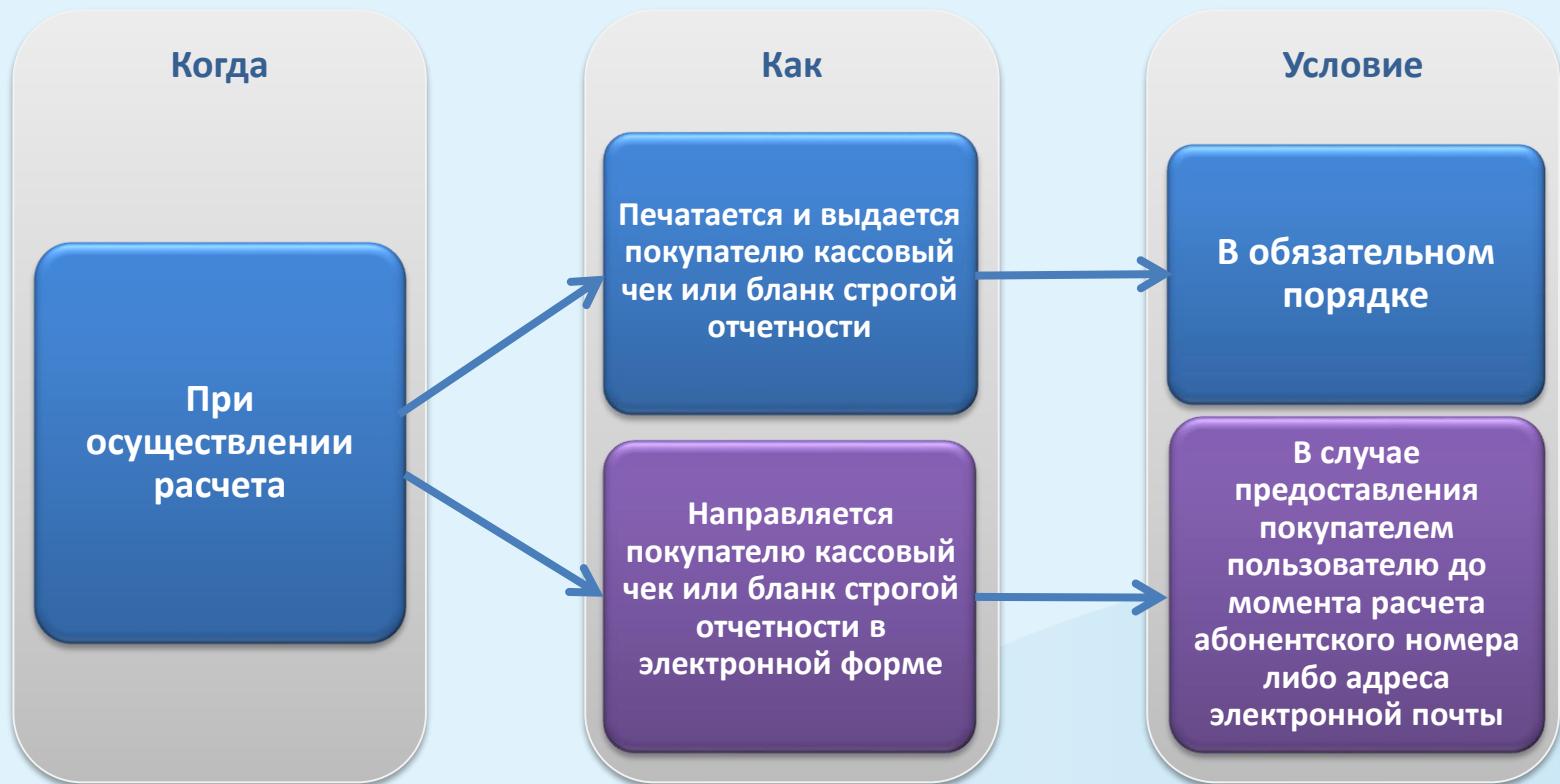 Когда
При
осуществлении
расчета
Как
Печатается и выдается
покупателю кассовый
чек или бланк строгой
отчетности
Направляется
покупателю кассовый
чек или бланк строгой
отчетности в
электронной форме
Условие
В обязательном
порядке
В случае
предоставления
покупателем
пользователю до
момента расчета
абонентского номера
либо адреса
электронной почты